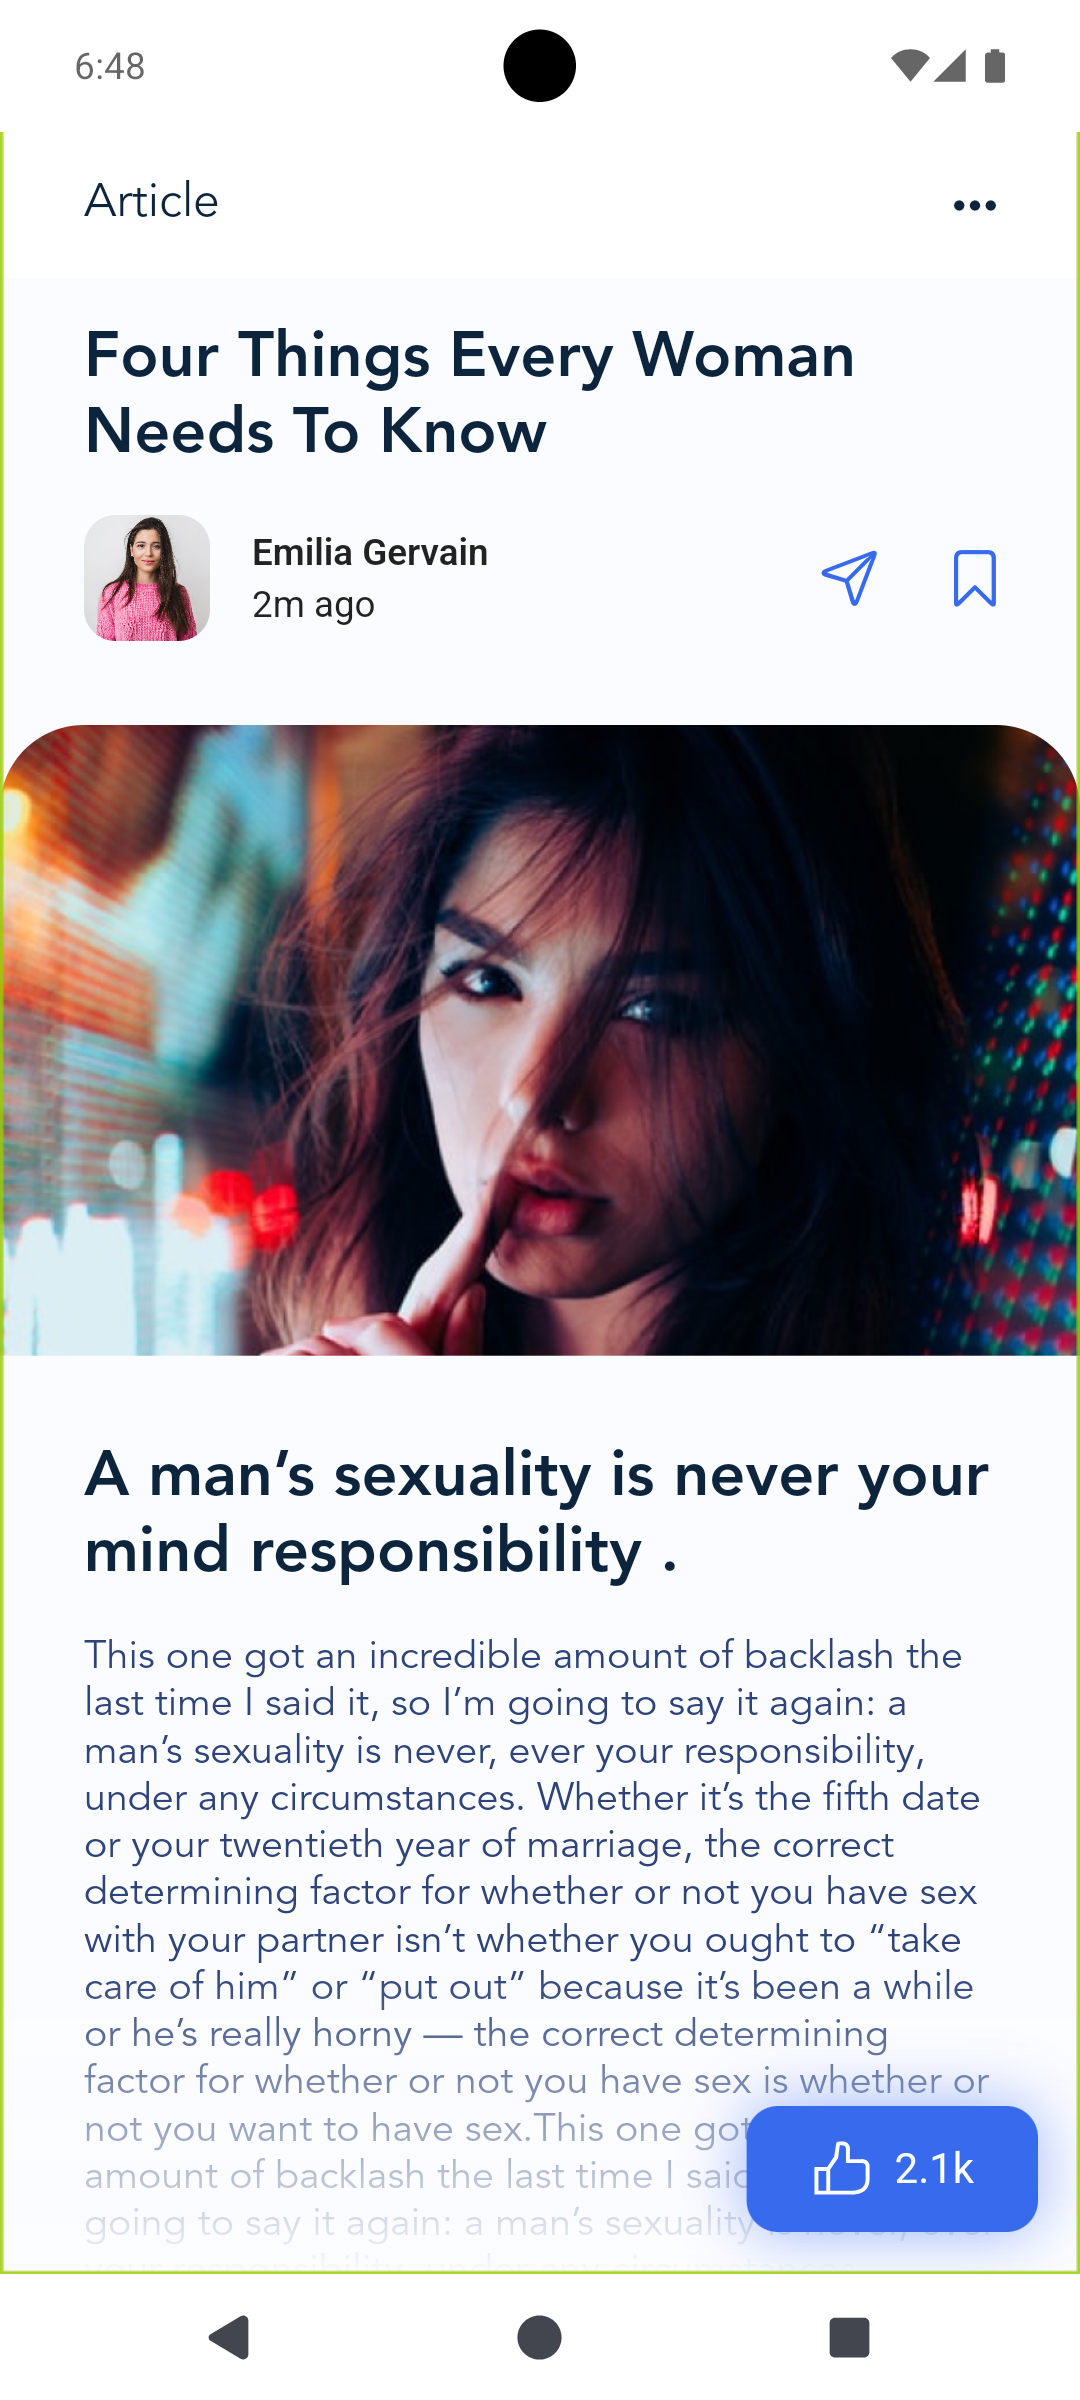 6:48
Article
Four Things Every Woman
Needs To Know
Emilia Gervain
2m ago
A man’s sexuality is never your
mind responsibility .
This one got an incredible amount of backlash the
last time I said it, so I’m going to say it again: a
man’s sexuality is never, ever your responsibility,
under any circumstances. Whether it’s the fifth date
or your twentieth year of marriage, the correct
determining factor for whether or not you have sex
with your partner isn’t whether you ought to “take
care of him” or “put out” because it’s been a while
or he’s really horny — the correct determining
factor for whether or not you have sex is whether or
not you want to have sex.This one got
amount of backlash the last time I said
going to say it again: a man’s sexuality
your responsibility, under any circumstances.
2.1k